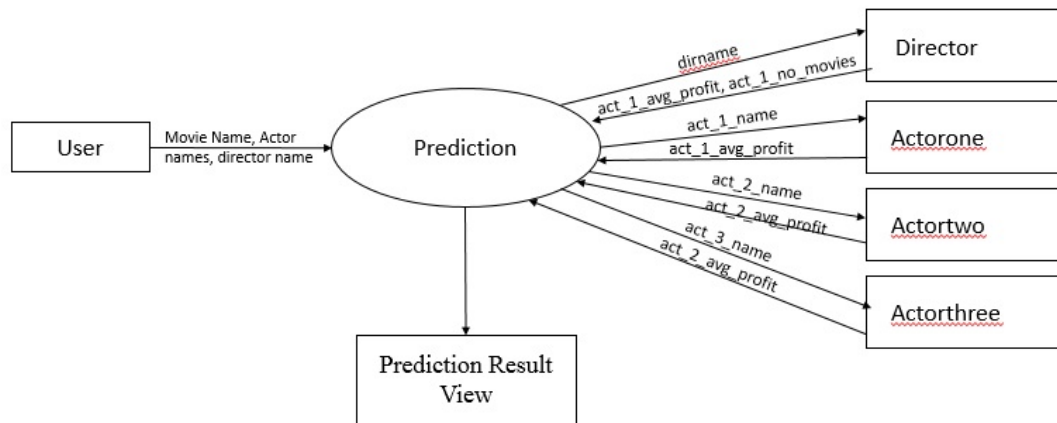 dirname
Director
act_1_avg_profit, act_1_no_movies
User
Movie Name, Actor
names, director name
Prediction
act_1_name
act_1_avg_profit
Actorone
act_2_name
act_2_avg_profit
Actortwo
act_3_name
act_2_avg_profit
Actorthree
Prediction Result
View